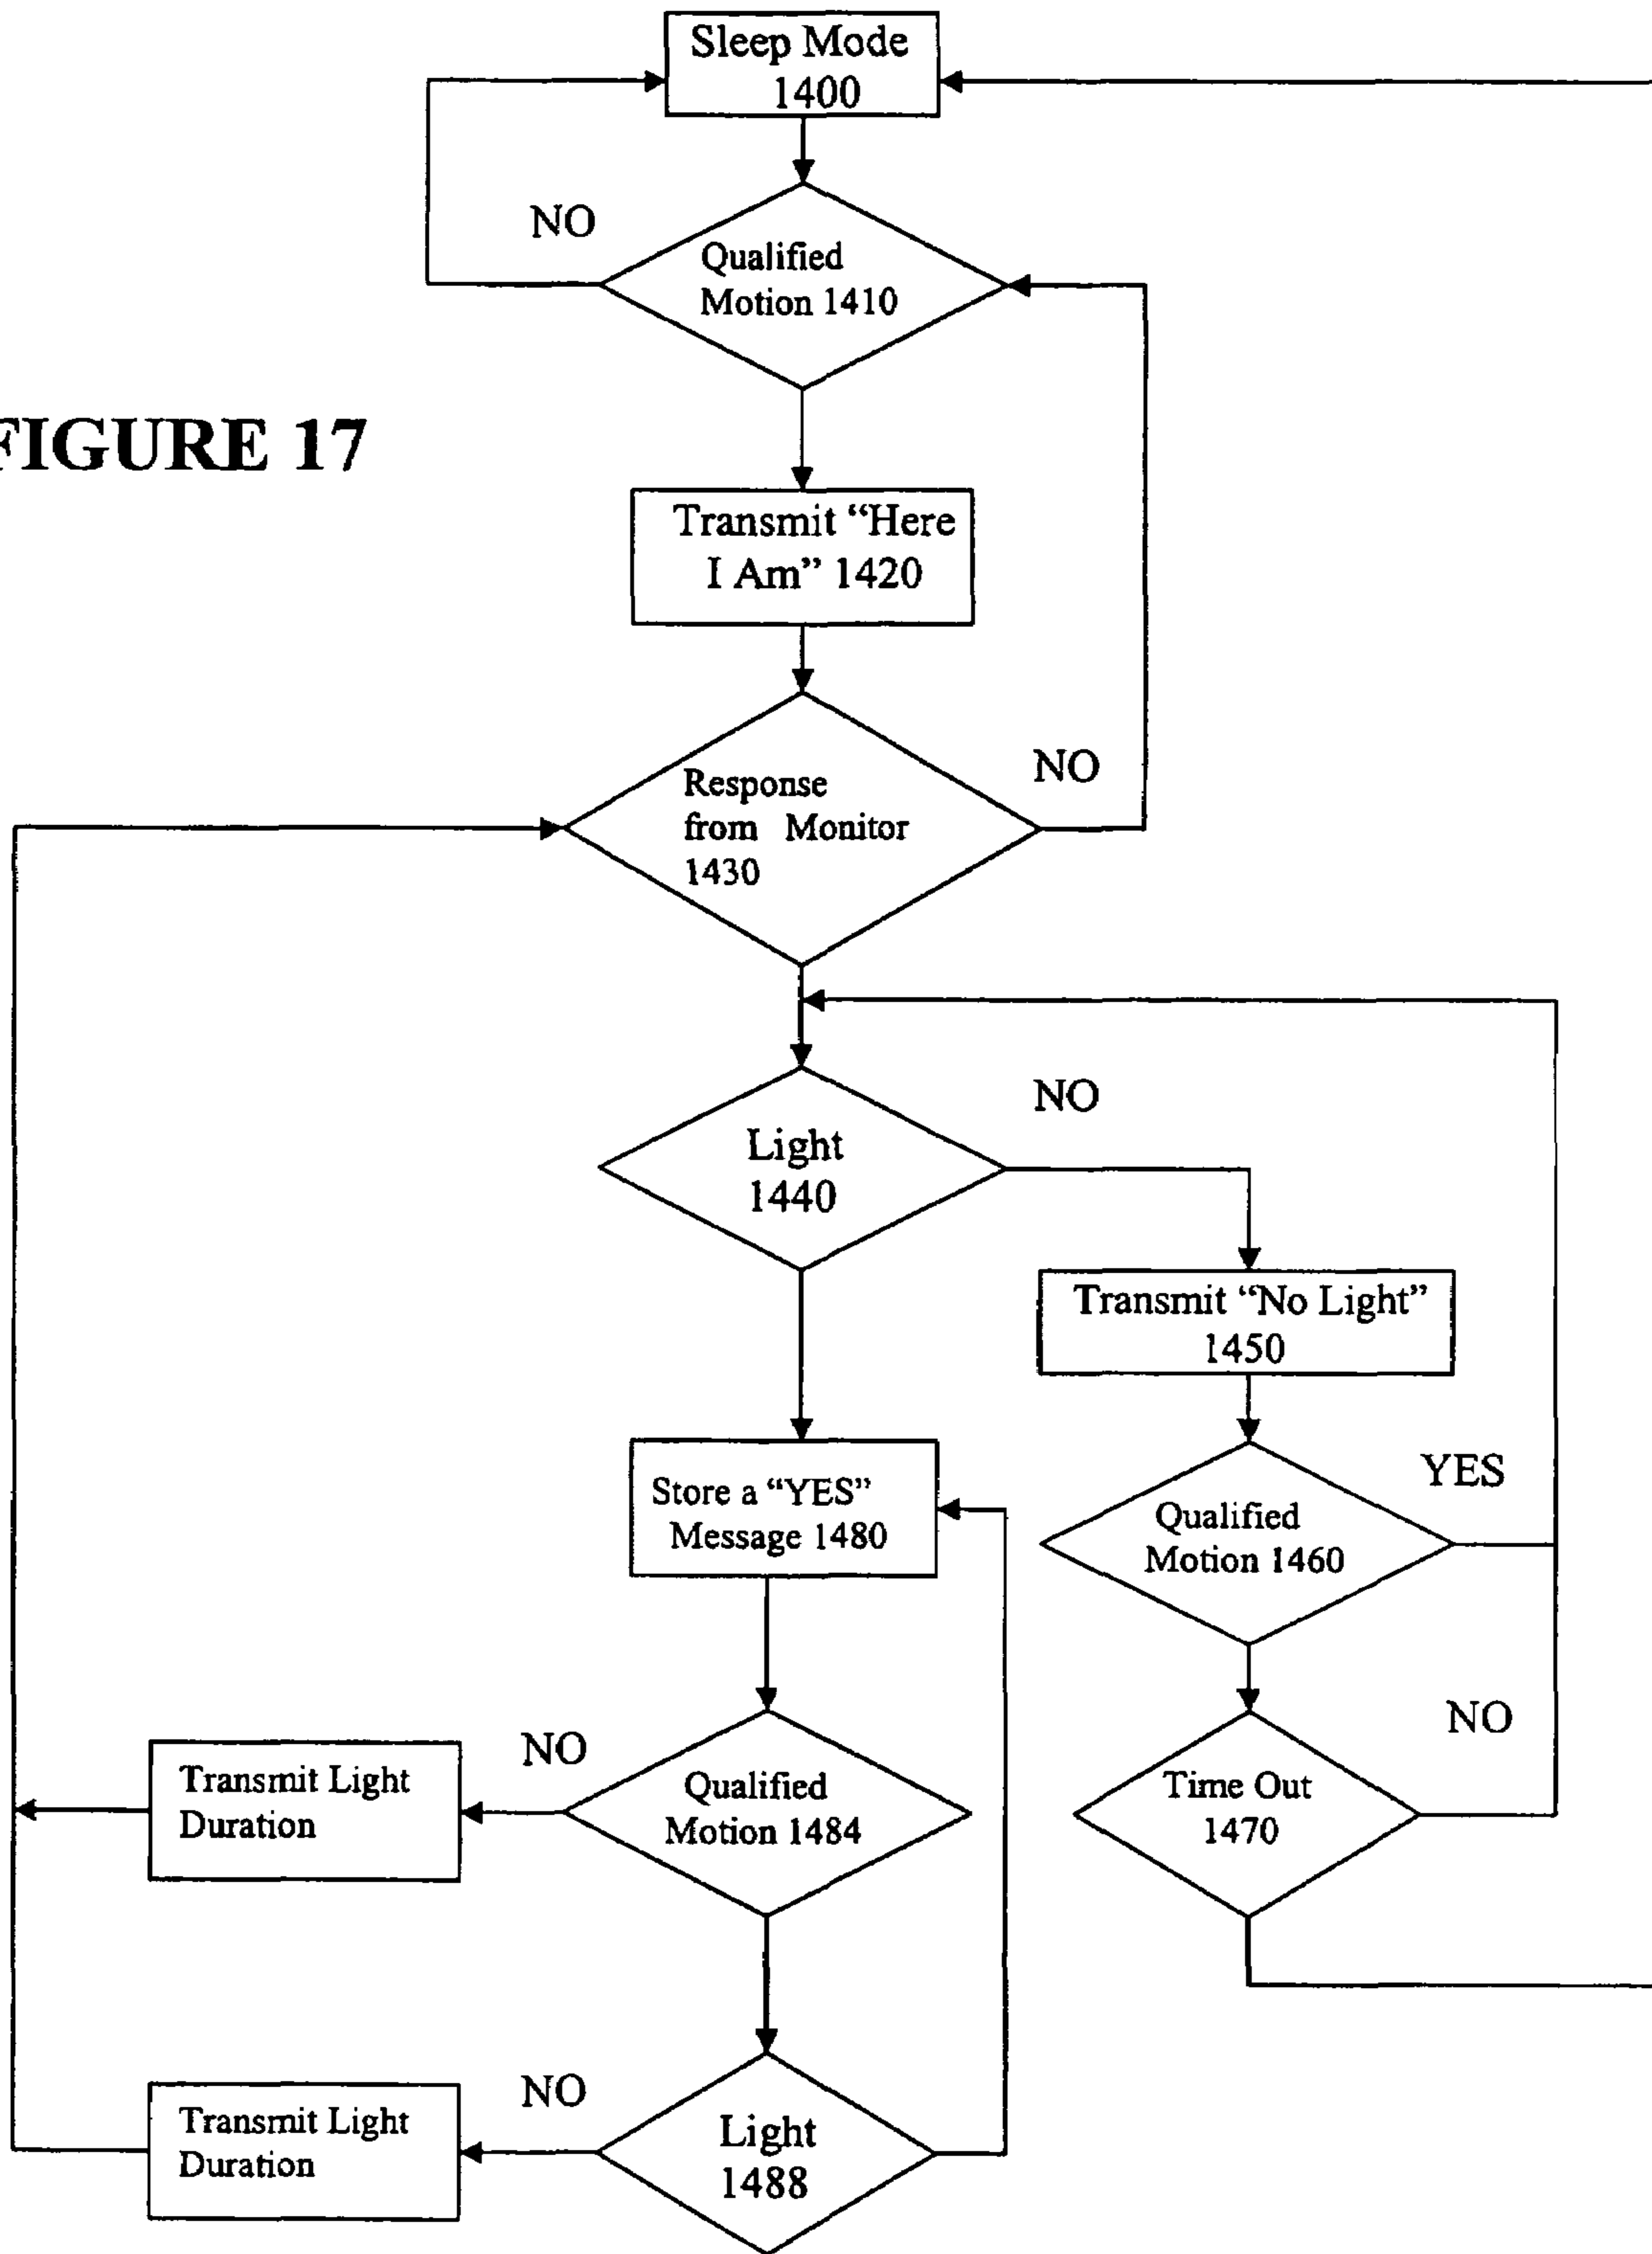 Sleep Mode
1400
NO
Qualified
Motion 1410
FIGURE 17
Transmit “Here
I Am” 1420
Response
from Monitor
1430
NO
Light
1440
NO
Transmit “No Light”
1450
Store a “YES”
Message 1480
YES
Qualified
Motion 1460
NO
Time Out
1470
NO
Qualified
Motion 1484
Transmit Light
Duration
NO
Light
1488
Transmit Light
Duration